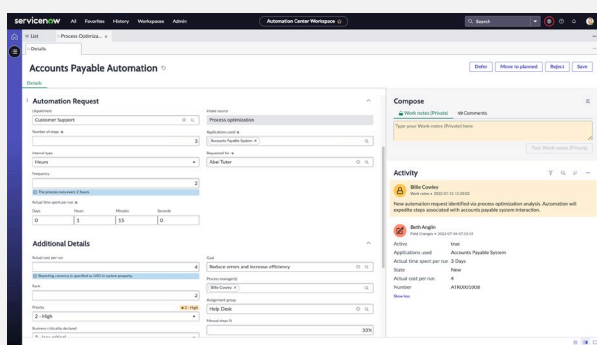 servicenow All Favorites History Workspaces Admin Automation Center Workspace ☆ Search
List Process Optimiza... ×
Details
Accounts Payable Automation
Defer Move to planned Reject Save
Details
Automation Request
Department
Customer Support
Intake source
Process optimization
Number of steps
3
Applications used
Accounts Payable System ×
Interval type
Hours
Requested for
Abel Tuter
Frequency
2
The process runs every 2 hours.
Actual time spent per run
Days Hours Minutes Seconds
0 1 15 0
Additional Details
Actual cost per run
4
Reporting currency is specified as USD in system property.
Goal
Reduce errors and increase efficiency
Rank
2
Process manager(s)
Billie Cowley ×
Priority
2 - High
2 - High
Assignment group
Help Desk
Business criticality declared
Manual steps %
33%
Compose
Work notes (Private) Comments
Type your Work notes (Private) here
Post Work notes (Private)
Activity
Billie Cowley
New automation request identified via process optimization analysis. Automation will
expedite steps associated with accounts payable system interaction.
Beth Anglin
Active true
Applications used Accounts Payable System
Actual time spent per run 3 Days
State New
Actual cost per run 4
Number ATR0001008
Show less